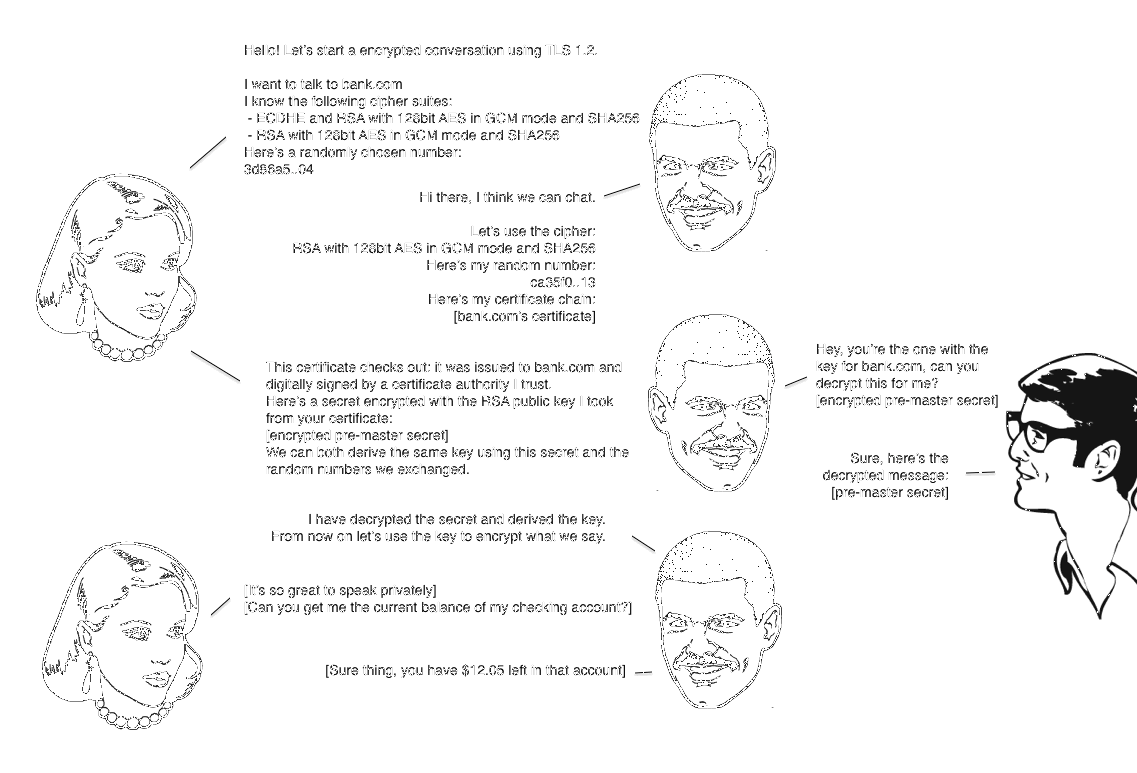 Hello! Let's start a encrypted conversation using TLS 1.2.
I want to talk to bank.com
I know the following cipher suites:
- ECDHE and RSA with 128bit AES in GCM mode and SHA256
- RSA with 128bit AES in GCM mode and SHA256
Here's a randomly chosen number:
3d86a5..04
Hi there, I think we can chat.
Let's use the cipher:
RSA with 128bit AES in GCM mode and SHA256
Here's my random number:
ca35f0..13
Here's my certificate chain:
[bank.com's certificate]
This certificate checks out: it was issued to bank.com and
digitally signed by a certificate authority I trust.
Here's a secret encrypted with the RSA public key I took
from your certificate:
[encrypted pre-master secret]
We can both derive the same key using this secret and the
random numbers we exchanged.
Hey, you're the one with the
key for bank.com, can you
decrypt this for me?
[encrypted pre-master secret]
Sure, here's the
decrypted message:
[pre-master secret]
I have decrypted the secret and derived the key.
From now on let's use the key to encrypt what we say.
[It's so great to speak privately]
[Can you get me the current balance of my checking account?]
[Sure thing, you have $12.05 left in that account]